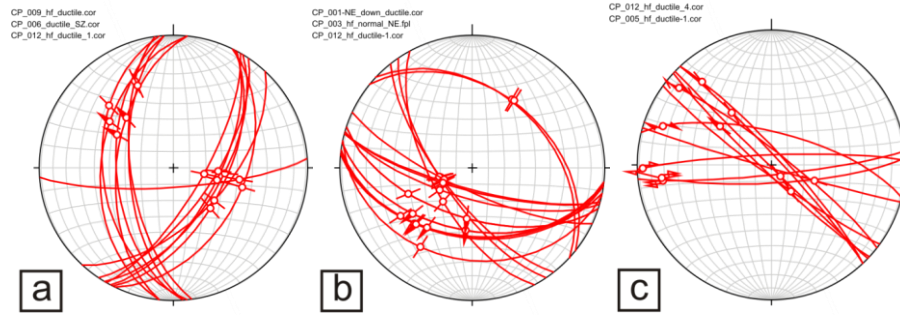 CP_009_hf_ductile.cor
CP_006_ductile_SZ.cor
CP_012_hf_ductile_1.cor
CP_001-NE_down_ductile.cor
CP_003_hf_normal_NE.fpl
CP_012_hf_ductile-1.cor
CP_012_hf_ductile_4.cor
CP_005_hf_ductile-1.cor
a
b
c